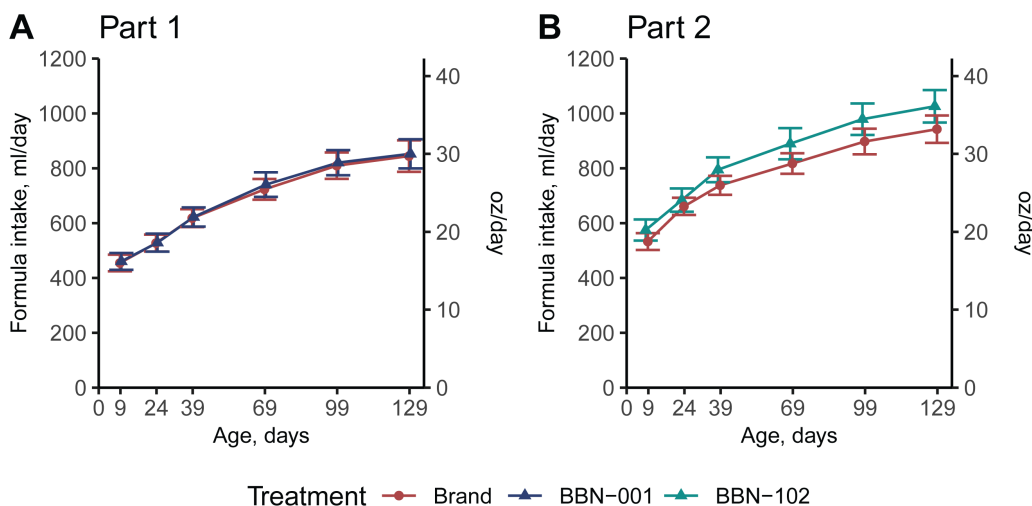 A Part 1
1200
1000
800
600
400
200
0
Formula intake, ml/day
40
30
20
10
0
oz/day
0 9 24 39 69 99 129
Age, days
B Part 2
1200
1000
800
600
400
200
0
Formula intake, ml/day
40
30
20
10
0
oz/day
0 9 24 39 69 99 129
Age, days
Treatment Brand BBN−001 BBN−102